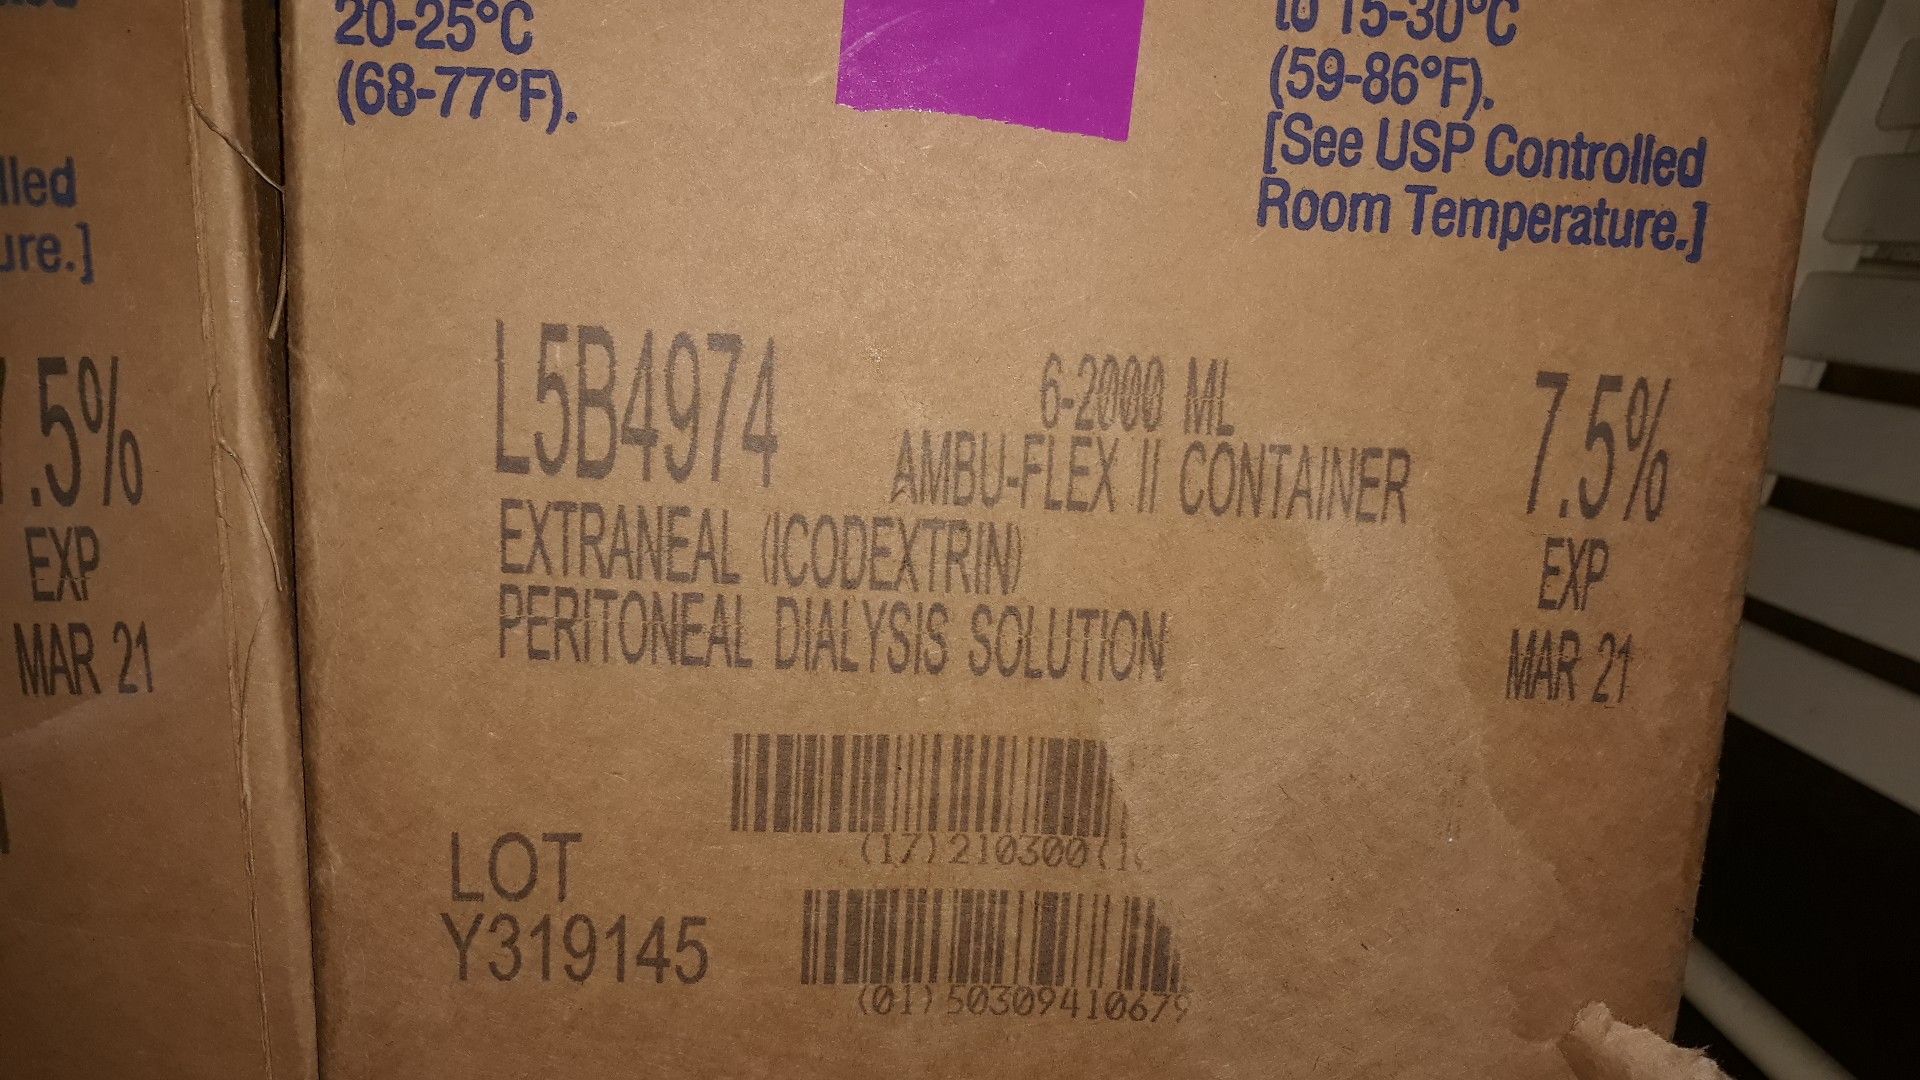 20-25°C
(68-77°F).
to 15-30°C
(59-86°F).
[See USP Controlled
Room Temperature.]
lled
ure.]
.5%
EXP
MAR 21
L5B4974
6-2000 ML
AMBU-FLEX II CONTAINER
EXTRANEAL (ICODEXTRIN)
PERITONEAL DIALYSIS SOLUTION
7.5%
EXP
MAR 21
(17)210300(1
LOT
Y319145
(01)50309410679